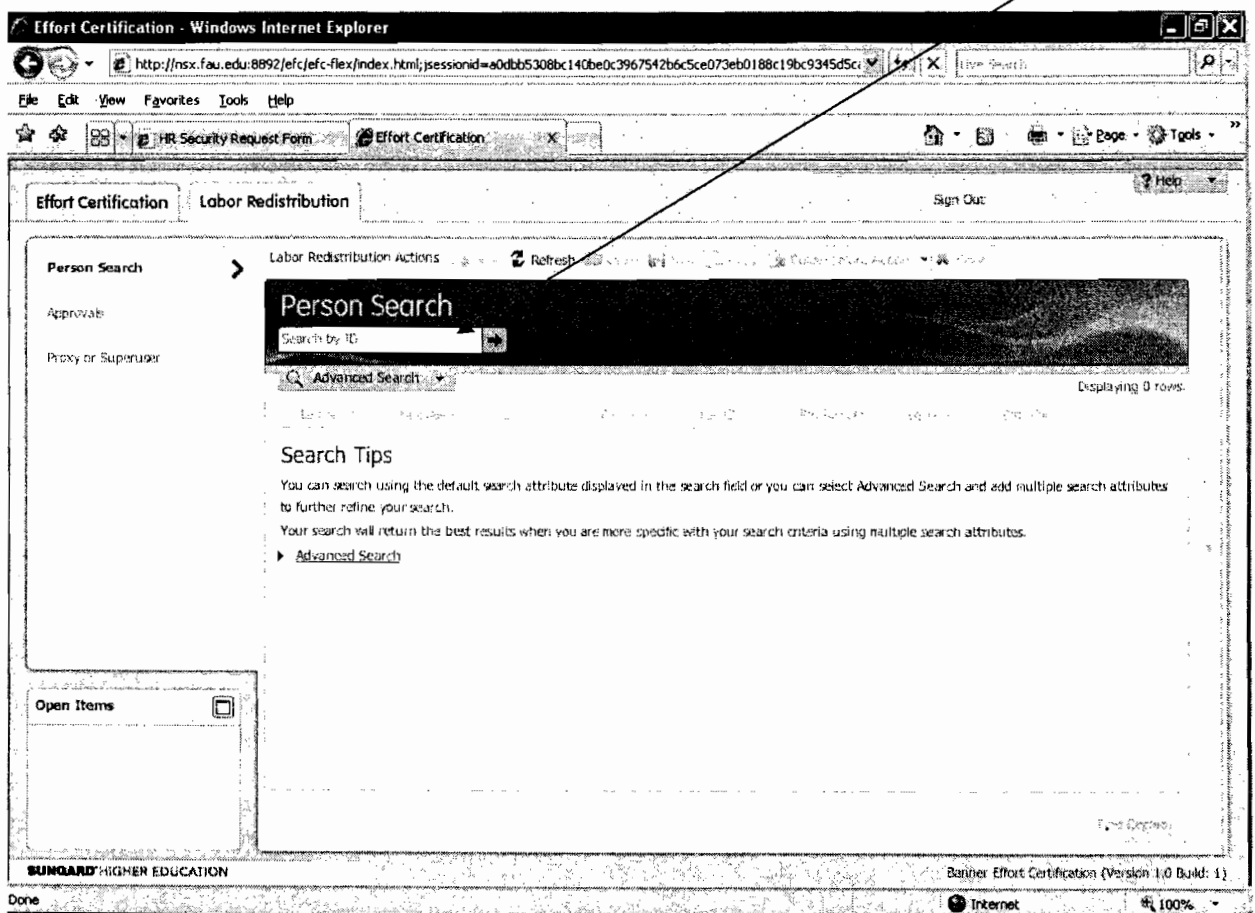 Effort Certification - Windows Internet Explorer
http://nsx.fau.edu:8892/efc/efc-flex/index.html;jsessionid=a0dbb5308bc140be0c3967542b6c5ce073eb0188c19bc9345d5c
Live Search
File Edit View Favorites Tools Help
HR Security Request Form Effort Certification X
Page Tools
? Help
Effort Certification Labor Redistribution Sign Out
Person Search
Approvals
Proxy or Superuser
Labor Redistribution Actions Refresh
Person Search
Search by ID
Advanced Search
Displaying 0 rows.
Search Tips
You can search using the default search attribute displayed in the search field or you can select Advanced Search and add multiple search attributes
to further refine your search.
Your search will return the best results when you are more specific with your search criteria using multiple search attributes.
Advanced Search
Open Items
SUNGARD HIGHER EDUCATION
Banner Effort Certification (Version 1.0 Build: 1)
Done Internet 100%